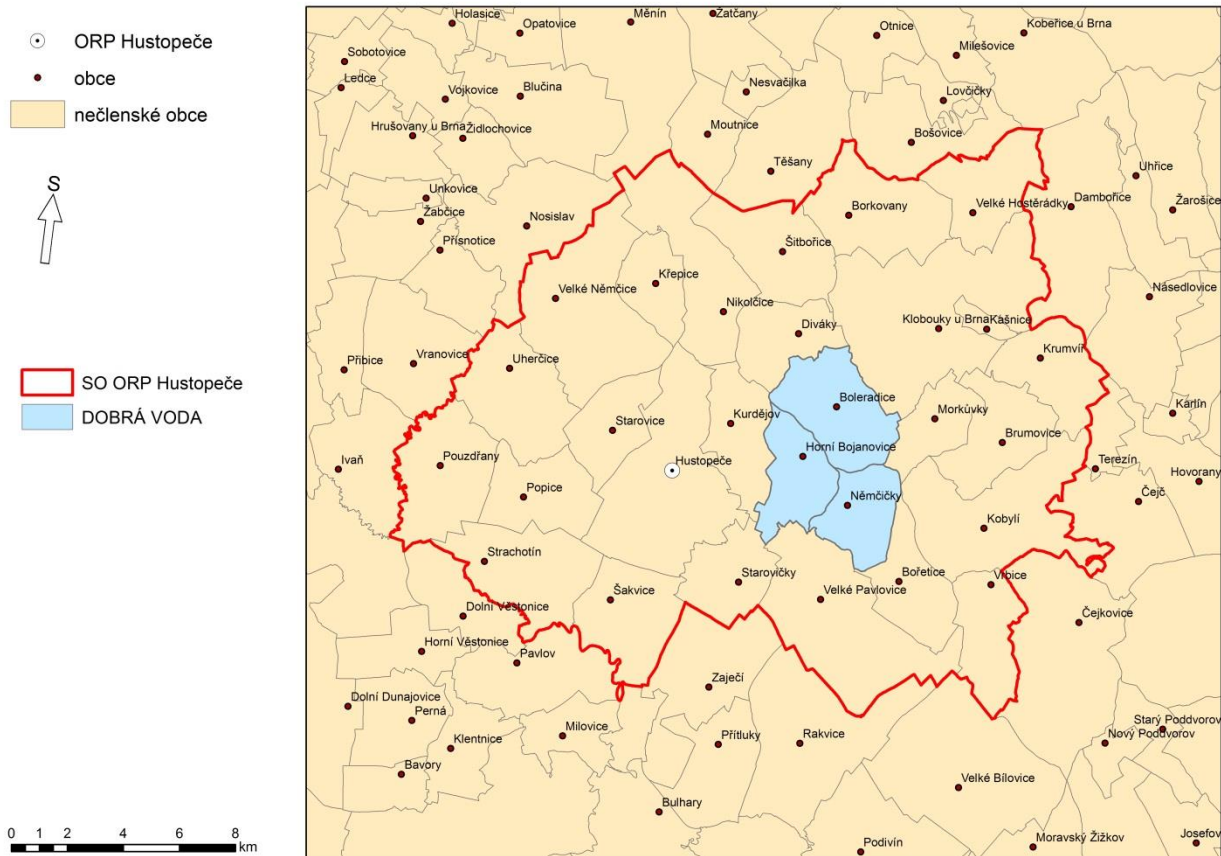 ORP Hustopeče
obce
nečlenské obce
S
SO ORP Hustopeče
DOBRÁ VODA
0 1 2 4 6 8
km
Holasice
Opatovice
Měnín
Žatčany
Otnice
Kobeřice u Brna
Milešovice
Sobotovice
Ledce
Vojkovice
Blučina
Nesvačilka
Lovčičky
Hrušovany u Brna
Židlochovice
Moutnice
Bošovice
Těšany
Uhřice
Unkovice
Žabčice
Nosislav
Borkovany
Velké Hostěrádky
Dambořice
Žarošice
Přísnotice
Šitbořice
Velké Němčice
Křepice
Nikolčice
Násedlovice
Diváky
Klobouky u Brna
Kašnice
Přibice
Vranovice
Uherčice
Krumvíř
Boleradice
Starovice
Kurdějov
Morkůvky
Karlín
Brumovice
Ivaň
Pouzdřany
Hustopeče
Horní Bojanovice
Terezín
Hovorany
Popice
Němčičky
Čejč
Kobylí
Strachotín
Starovičky
Bořetice
Vrbice
Šakvice
Velké Pavlovice
Dolní Věstonice
Čejkovice
Horní Věstonice
Pavlov
Zaječí
Dolní Dunajovice
Perná
Klentnice
Milovice
Přítluky
Rakvice
Starý Poddvorov
Nový Poddvorov
Bavory
Velké Bílovice
Bulhary
Podivín
Moravský Žižkov
Josefov